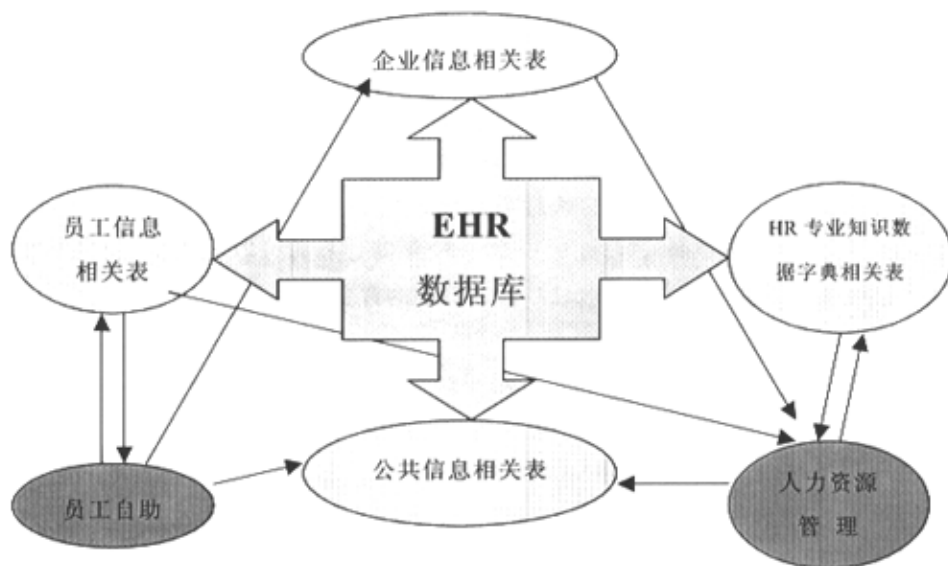 企业信息相关表
员工信息
相关表
EHR
数据库
HR 专业知识数
据字典相关表
公共信息相关表
员工自助
人力资源
管 理